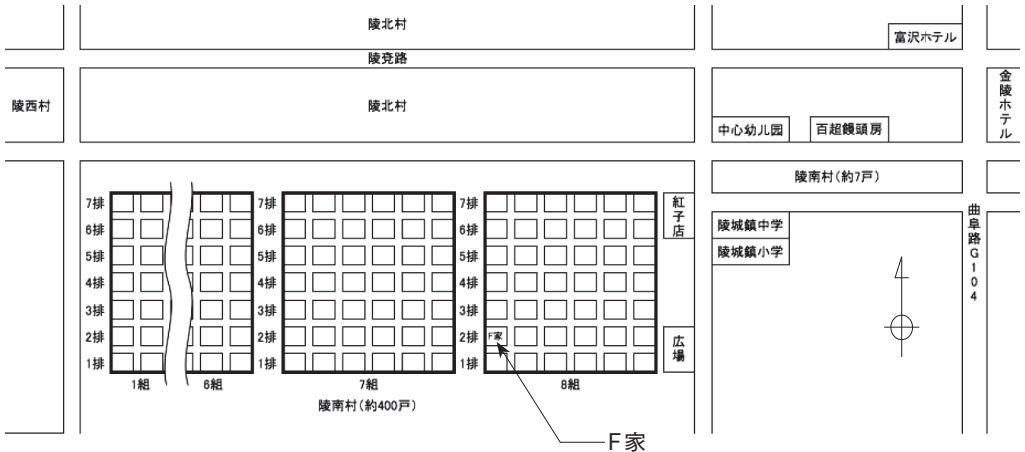 陵北村
富沢ホテル
陵尭路
陵西村
陵北村
金陵ホテル
中心幼儿园
百超饅頭房
陵南村(約7戸)
7排
7排
7排
紅子店
6排
6排
6排
陵城鎮中学
曲阜路G104
5排
5排
5排
陵城鎮小学
4排
4排
4排
3排
3排
3排
2排
2排
2排
F家
広場
1排
1排
1排
1組
6組
7組
8組
陵南村(約400戸)
F家